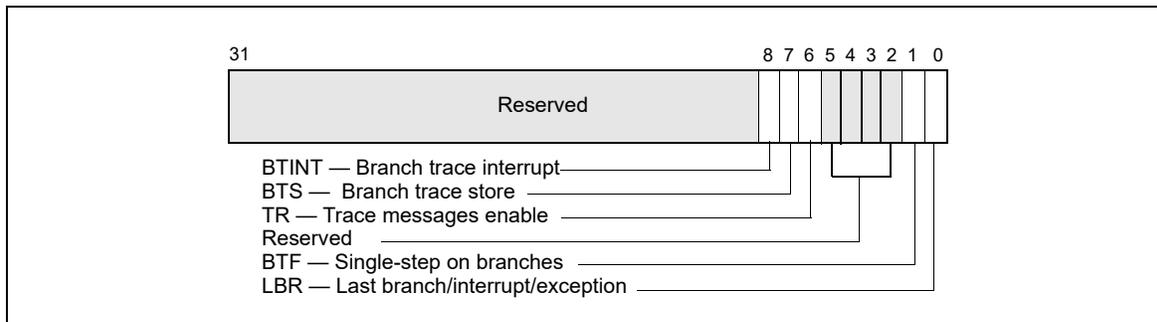 31 8 7 6 5 4 3 2 1 0
Reserved
BTINT — Branch trace interrupt
BTS — Branch trace store
TR — Trace messages enable
Reserved
BTF — Single-step on branches
LBR — Last branch/interrupt/exception